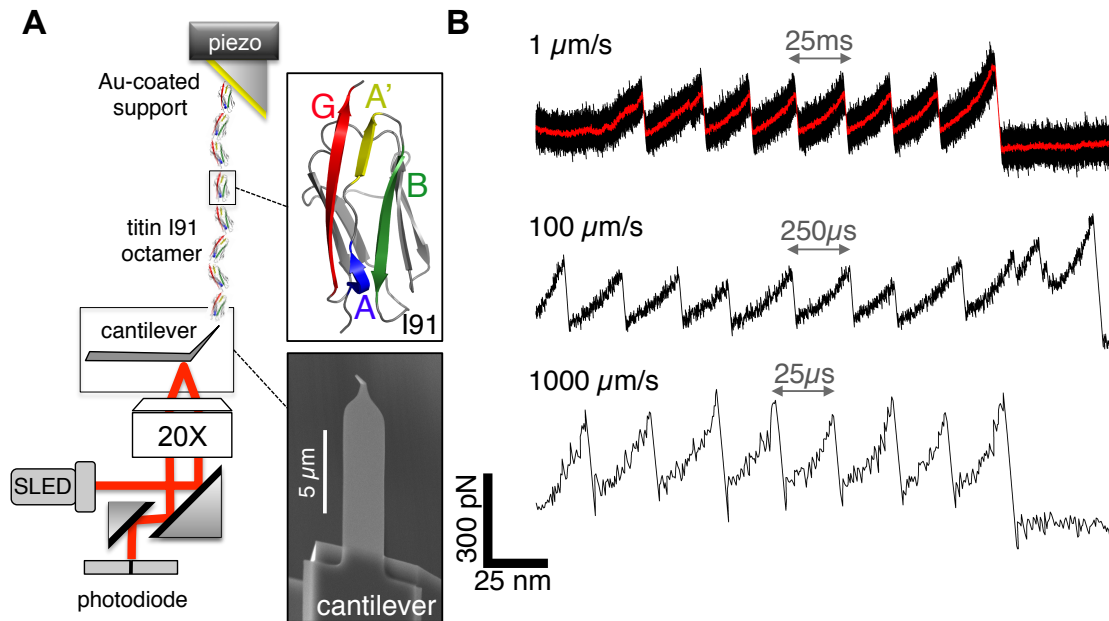 A
piezo
Au-coated
support
titin I91
octamer
cantilever
20X
SLED
photodiode
G
A’
B
A
I91
5 µm
cantilever
B
1 µm/s
25ms
100 µm/s
250µs
1000 µm/s
25µs
300 pN
25 nm